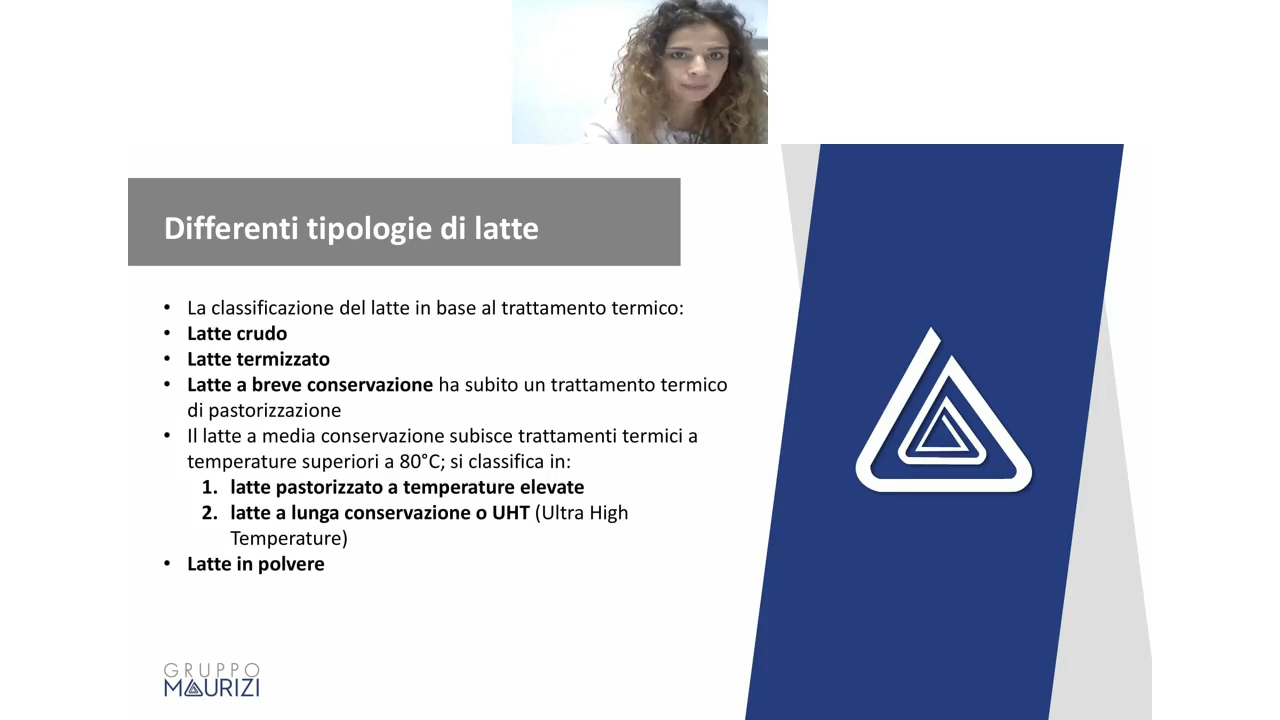 Differenti tipologie di latte
• La classificazione del latte in base al trattamento termico:
• Latte crudo
• Latte termizzato
• Latte a breve conservazione ha subito un trattamento termico
di pastorizzazione
• Il latte a media conservazione subisce trattamenti termici a
temperature superiori a 80°C; si classifica in:
1. latte pastorizzato a temperature elevate
2. latte a lunga conservazione o UHT (Ultra High
Temperature)
• Latte in polvere
GRUPPO
MAURIZI